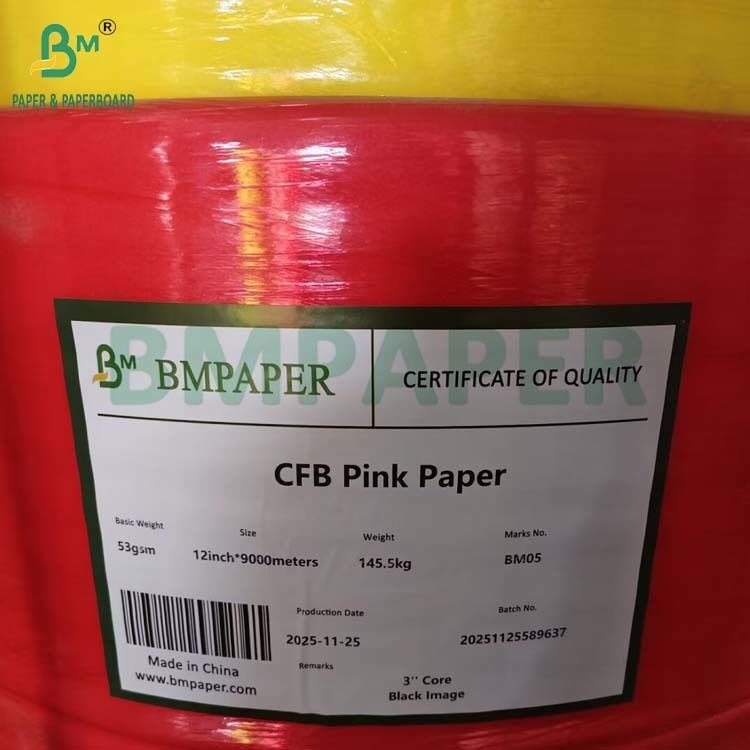 BM®
PAPER & PAPERBOARD
BMPAPER
BM BMPAPER
CERTIFICATE OF QUALITY
CFB Pink Paper
Basic Weight
Size
Weight
Marks No.
53gsm
12inch*9000meters
145.5kg
BM05
Production Date
Batch No.
2025-11-25
20251125589637
Remarks
Made in China
www.bmpaper.com
3'' Core
Black Image